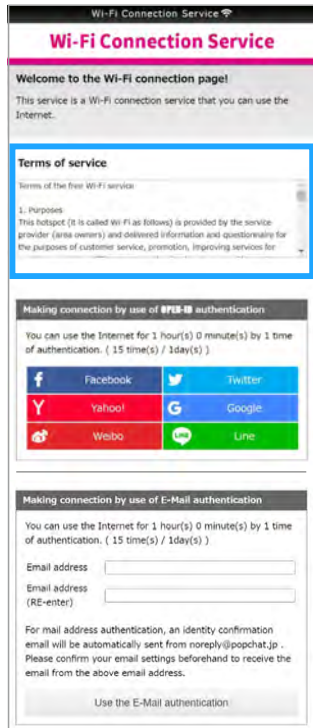 Wi-Fi Connection Service
Wi-Fi Connection Service
Welcome to the Wi-Fi connection page!
This service is a Wi-Fi connection service that you can use the
Internet.
Terms of service
Terms of the free Wi-Fi service
1. Purposes
This hotspot (it is called Wi-Fi as follows) is provided by the service
provider (area owners) and delivered information and questionnaire for
the purposes of customer service, promotion, improving services for
Making connection by use of OPEN-ID authentication
You can use the Internet for 1 hour(s) 0 minute(s) by 1 time
of authentication. ( 15 time(s) / 1day(s) )
Facebook
Twitter
Yahoo!
Google
Weibo
LINE
Line
Making connection by use of E-Mail authentication
You can use the Internet for 1 hour(s) 0 minute(s) by 1 time
of authentication. ( 15 time(s) / 1day(s) )
Email address
Email address
(RE-enter)
For mail address authentication, an identity confirmation
email will be automatically sent from noreply@popchat.jp .
Please confirm your email settings beforehand to receive the
email from the above email address.
Use the E-Mail authentication